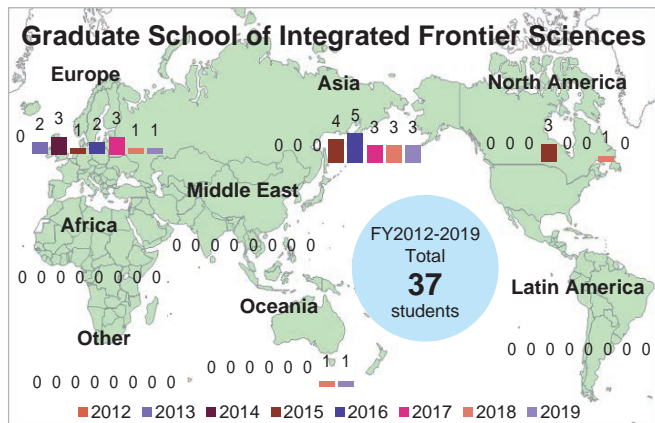 Graduate School of Integrated Frontier Sciences
Europe
0 2 3 1 2 3 1 1
Asia
0 0 0 4 5 3 3 3
North America
0 0 0 3 0 0 1 0
Middle East
0 0 0 0 0 0 0 0
Africa
0 0 0 0 0 0 0 0
FY2012-2019
Total
37
students
Latin America
0 0 0 0 0 0 0 0
Oceania
0 0 0 0 0 0 1 1
Other
0 0 0 0 0 0 0 0
2012 2013 2014 2015 2016 2017 2018 2019